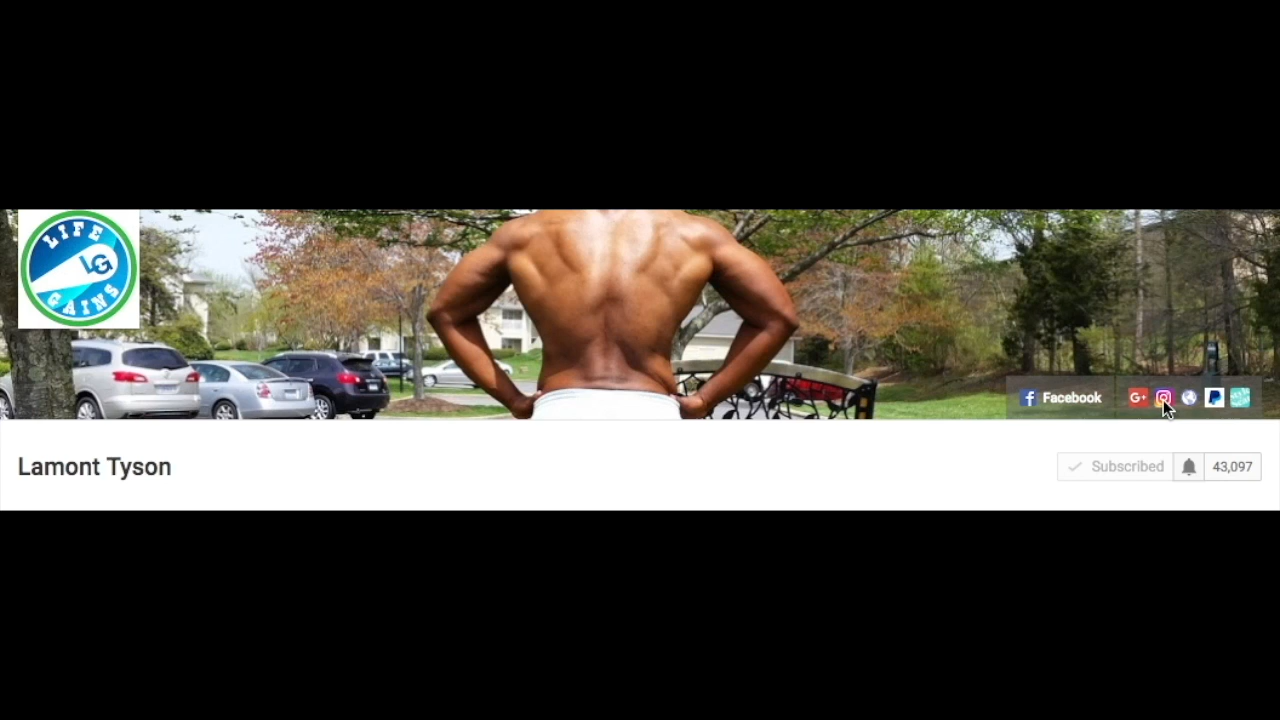 LIFE
LG
GAINS
Facebook
G+
Lamont Tyson
Subscribed
43,097